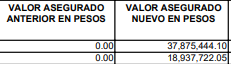 VALOR ASEGURADO VALOR ASEGURADO
ANTERIOR EN PESOS NUEVO EN PESOS
0.00 37,875,444.10
0.00 18,937,722.05